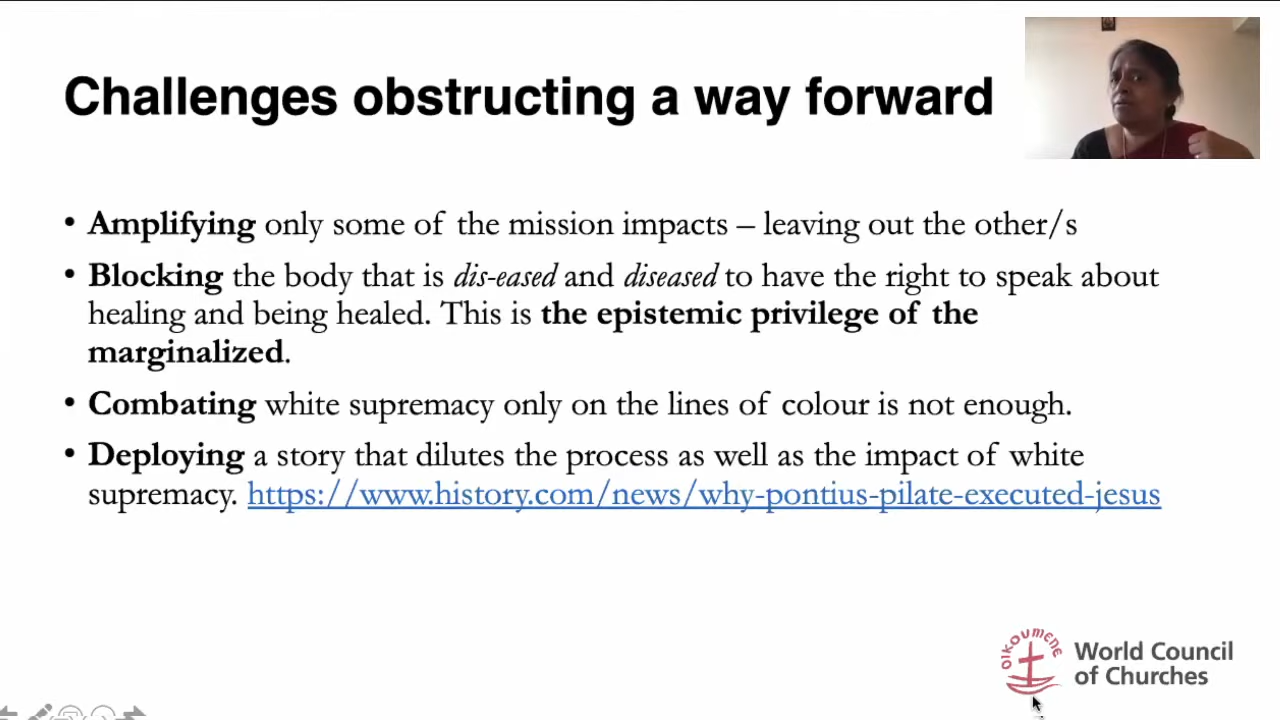 Challenges obstructing a way forward
• Amplifying only some of the mission impacts – leaving out the other/s
• Blocking the body that is dis-eased and diseased to have the right to speak about
healing and being healed. This is the epistemic privilege of the
marginalized.
• Combating white supremacy only on the lines of colour is not enough.
• Deploying a story that dilutes the process as well as the impact of white
supremacy. https://www.history.com/news/why-pontius-pilate-executed-jesus
OIKOUMENE
World Council
of Churches